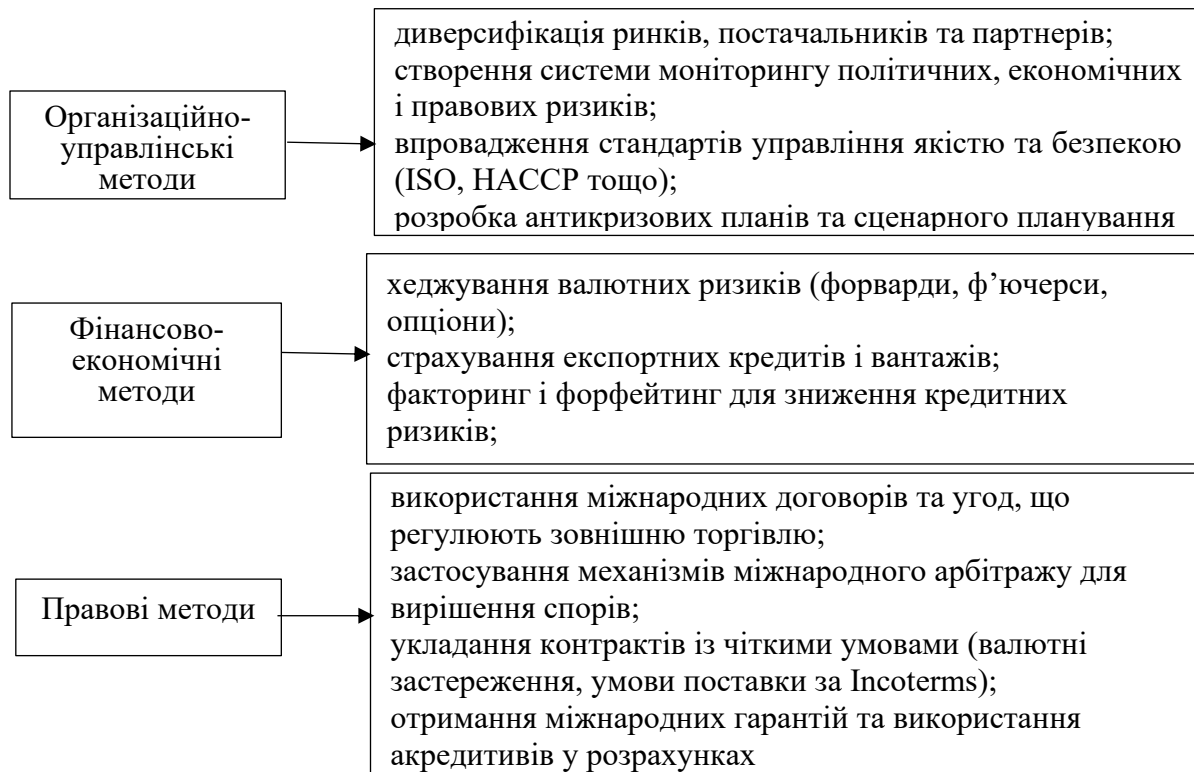 Організаційно-
управлінські
методи
диверсифікація ринків, постачальників та партнерів;
створення системи моніторингу політичних, економічних
і правових ризиків;
впровадження стандартів управління якістю та безпекою
(ISO, HACCP тощо);
розробка антикризових планів та сценарного планування
Фінансово-
економічні
методи
хеджування валютних ризиків (форварди, ф’ючерси,
опціони);
страхування експортних кредитів і вантажів;
факторинг і форфейтинг для зниження кредитних
ризиків;
Правові методи
використання міжнародних договорів та угод, що
регулюють зовнішню торгівлю;
застосування механізмів міжнародного арбітражу для
вирішення спорів;
укладання контрактів із чіткими умовами (валютні
застереження, умови поставки за Incoterms);
отримання міжнародних гарантій та використання
акредитивів у розрахунках